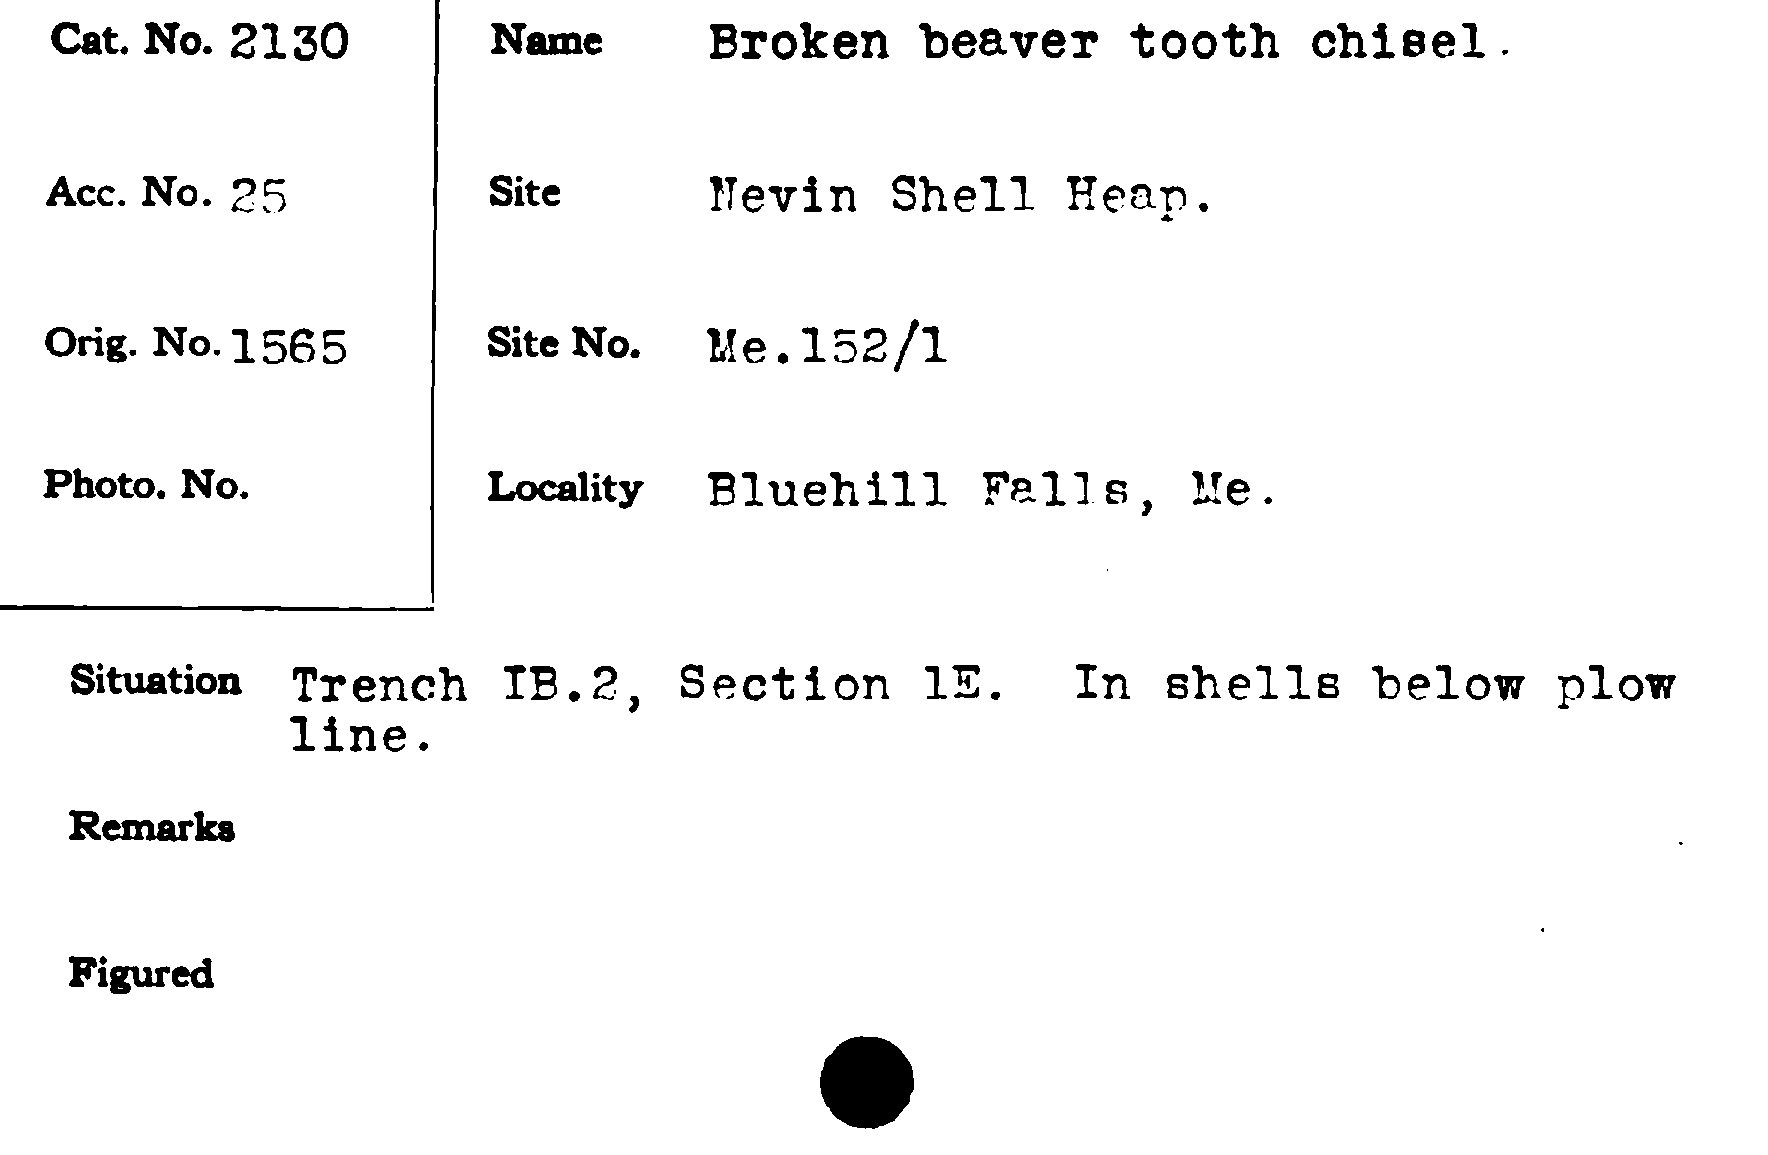 Cat. No. 2130
Name Broken beaver tooth chisel.
Acc. No. 25
Site Nevin Shell Heap.
Orig. No. 1565
Site No. Me.152/1
Photo. No.
Locality Bluehill Falls, Me.
Situation Trench IB.2, Section 1E. In shells below plow
line.
Remarks
Figured